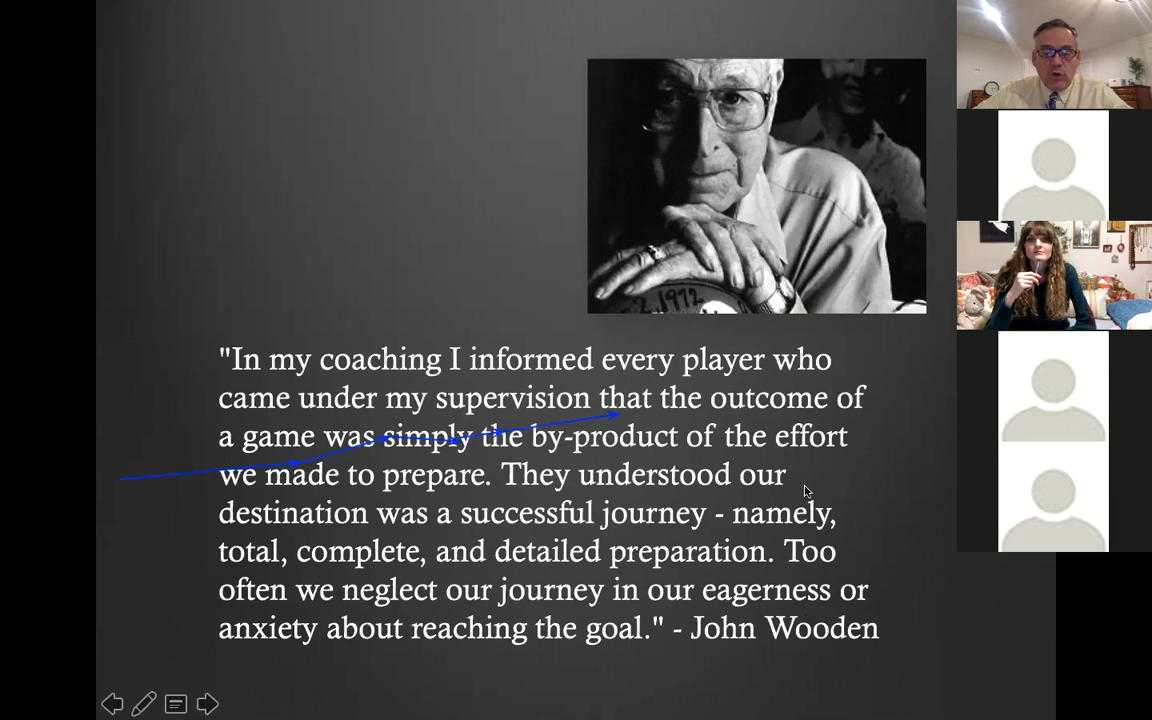 2, 1972
"In my coaching I informed every player who
came under my supervision that the outcome of
a game was simply the by-product of the effort
we made to prepare. They understood our
destination was a successful journey - namely,
total, complete, and detailed preparation. Too
often we neglect our journey in our eagerness or
anxiety about reaching the goal." - John Wooden